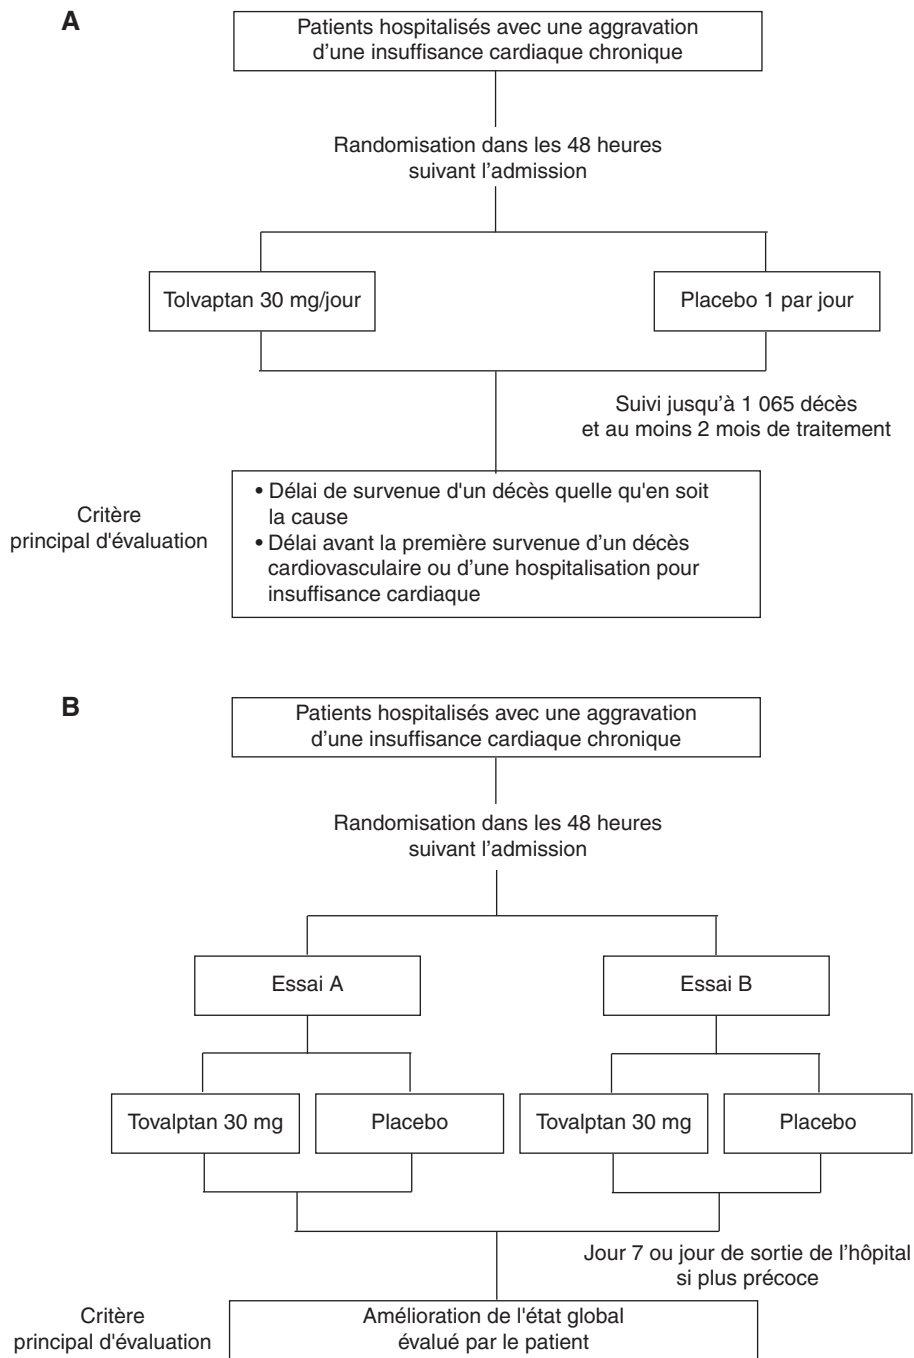 A
Patients hospitalisés avec une aggravation
d’une insuffisance cardiaque chronique
Randomisation dans les 48 heures
suivant l’admission
Tolvaptan 30 mg/jour
Placebo 1 par jour
Suivi jusqu’à 1 065 décès
et au moins 2 mois de traitement
Critère
principal d'évaluation
• Délai de survenue d'un décès quelle qu'en soit
la cause
• Délai avant la première survenue d’un décès
cardiovasculaire ou d’une hospitalisation pour
insuffisance cardiaque
B
Patients hospitalisés avec une aggravation
d’une insuffisance cardiaque chronique
Randomisation dans les 48 heures
suivant l’admission
Essai A
Essai B
Tovalptan 30 mg
Placebo
Tovalptan 30 mg
Placebo
Jour 7 ou jour de sortie de l’hôpital
si plus précoce
Critère
principal d'évaluation
Amélioration de l'état global
évalué par le patient